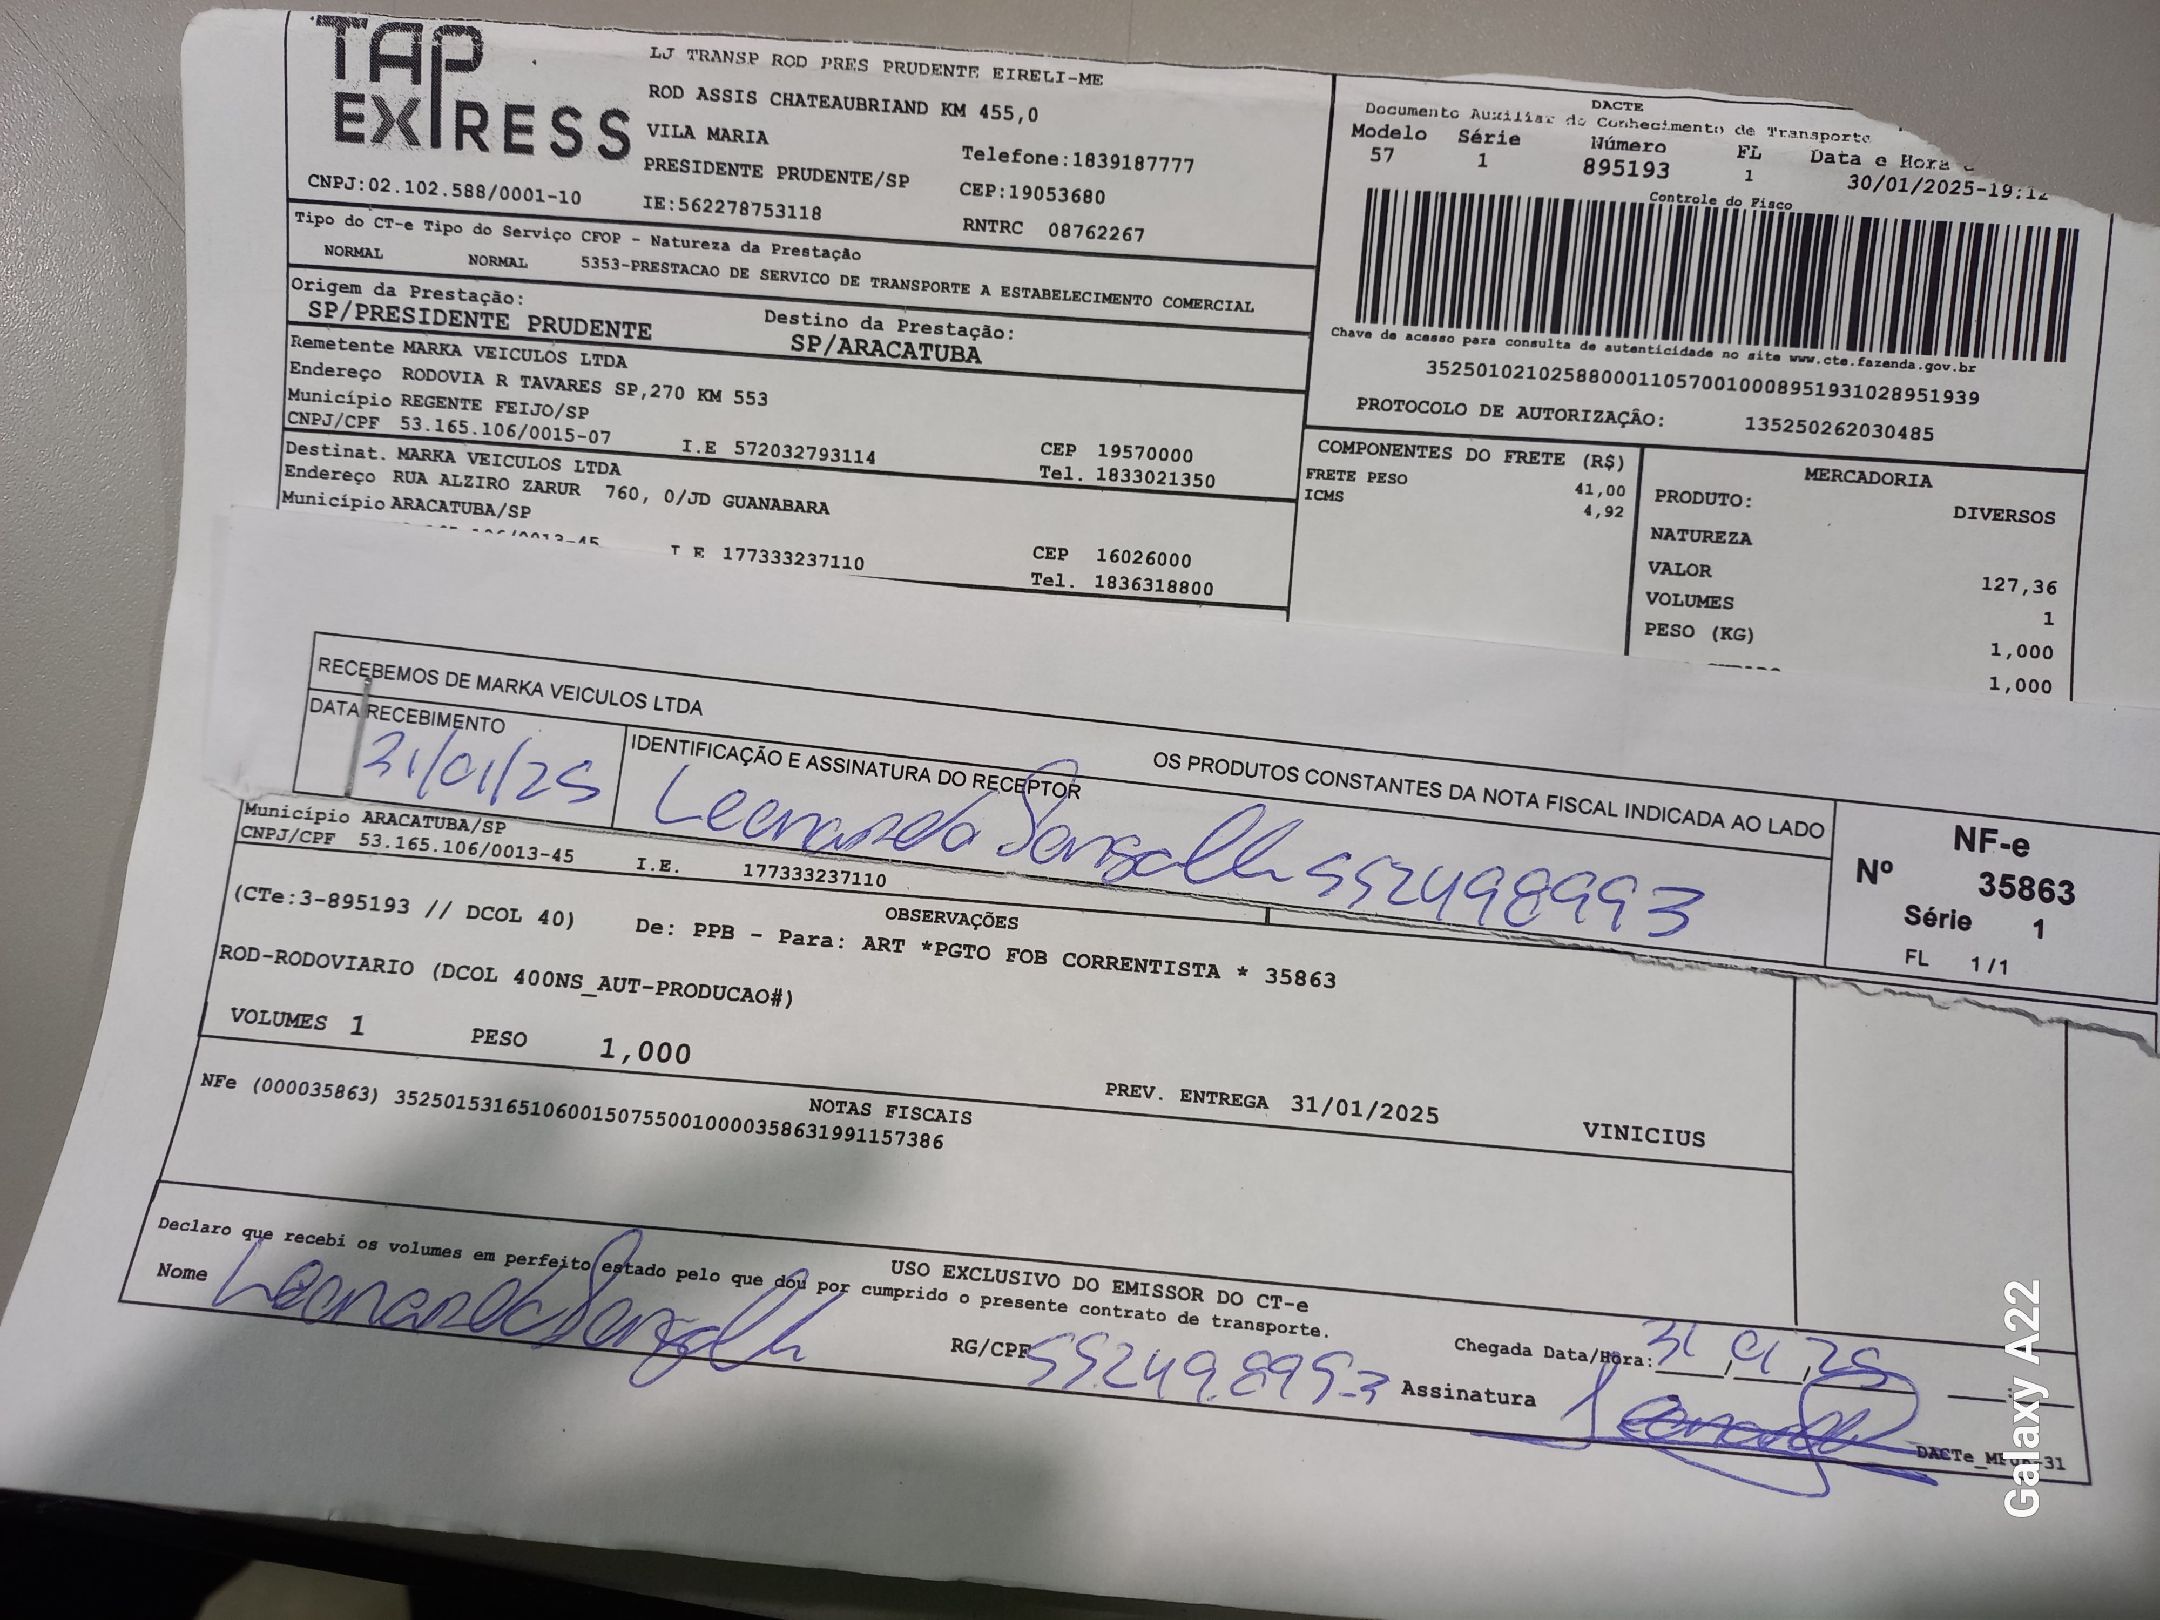 TAP EXPRESS
LJ TRANSP ROD PRES PRUDENTE EIRELI-ME
ROD ASSIS CHATEAUBRIAND KM 455,0
VILA MARIA
Telefone:1839187777
PRESIDENTE PRUDENTE/SP
CEP:19053680
CNPJ:02.102.588/0001-10
IE:562278753118
RNTRC 08762267
DACTE
Documento Auxiliar do Conhecimento de Transporte
Modelo Série Número FL Data e Hora
57 1 895193 1 30/01/2025-19:12
Controle do Fisco
Chave de acesso para consulta de autenticidade no site www.cte.fazenda.gov.br
35250102102588000110570010008951931028951939
PROTOCOLO DE AUTORIZAÇÂO: 135250262030485
Tipo do CT-e Tipo do Serviço CFOP - Natureza da Prestação
NORMAL NORMAL 5353-PRESTACAO DE SERVICO DE TRANSPORTE A ESTABELECIMENTO COMERCIAL
Origem da Prestação:
SP/PRESIDENTE PRUDENTE
Destino da Prestação:
SP/ARACATUBA
Remetente MARKA VEICULOS LTDA
Endereço RODOVIA R TAVARES SP,270 KM 553
Município REGENTE FEIJO/SP
CEP 19570000
CNPJ/CPF 53.165.106/0015-07 I.E 572032793114 Tel. 1833021350
Destinat. MARKA VEICULOS LTDA
Endereço RUA ALZIRO ZARUR 760, 0/JD GUANABARA
Município ARACATUBA/SP
CEP 16026000
I E 177333237110 Tel. 1836318800
COMPONENTES DO FRETE (R$)
FRETE PESO 41,00
ICMS 4,92
MERCADORIA
PRODUTO: DIVERSOS
NATUREZA
VALOR 127,36
VOLUMES 1
PESO (KG) 1,000
1,000
RECEBEMOS DE MARKA VEICULOS LTDA
OS PRODUTOS CONSTANTES DA NOTA FISCAL INDICADA AO LADO
DATA RECEBIMENTO
31/01/25
IDENTIFICAÇÃO E ASSINATURA DO RECEPTOR
Leonardo 552498993
NF-e
Nº 35863
Série 1
FL 1/1
Município ARACATUBA/SP
CNPJ/CPF 53.165.106/0013-45 I.E. 177333237110
OBSERVAÇÕES
(CTe:3-895193 // DCOL 40) De: PPB - Para: ART *PGTO FOB CORRENTISTA * 35863
ROD-RODOVIARIO (DCOL 400NS_AUT-PRODUCAO#)
VOLUMES 1 PESO 1,000
PREV. ENTREGA 31/01/2025 VINICIUS
NOTAS FISCAIS
NFe (000035863) 35250153165106001507550010000358631991157386
USO EXCLUSIVO DO EMISSOR DO CT-e
Declaro que recebi os volumes em perfeito estado pelo que dou por cumprido o presente contrato de transporte.
Nome Leonardo
RG/CPF 55249899-3
Chegada Data/Hora: 31 01 25
Assinatura
Galaxy A22